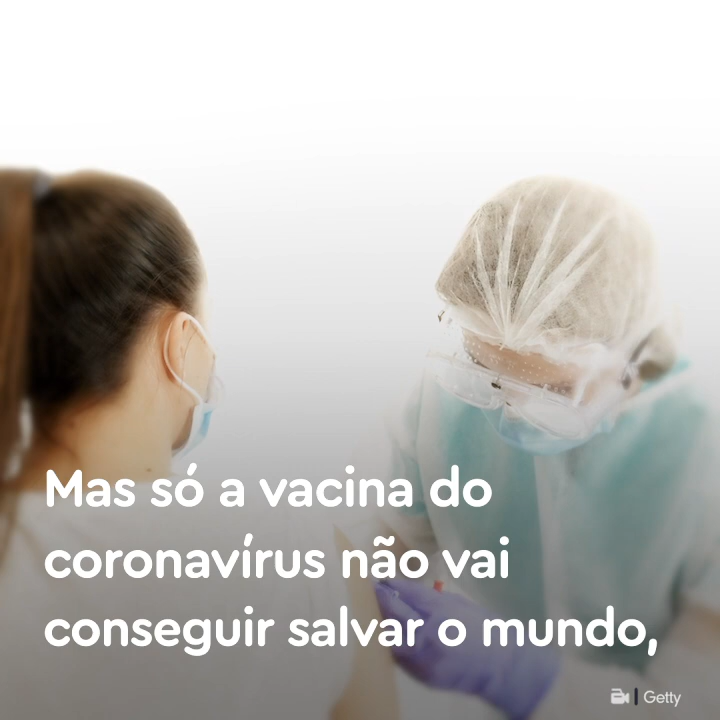 Mas só a vacina do
coronavírus não vai
conseguir salvar o mundo,
| Getty